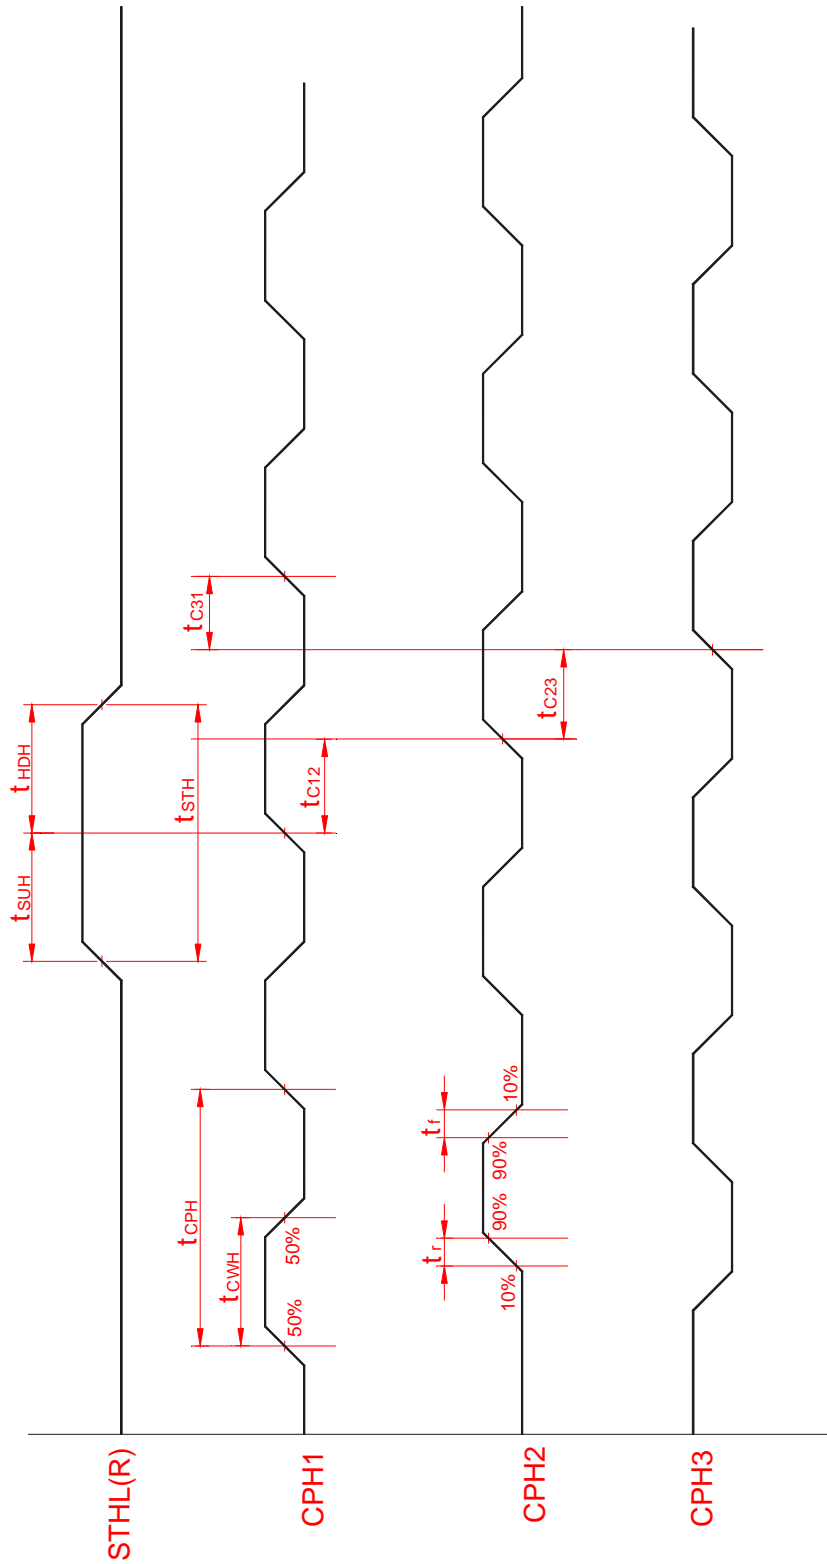 STHL(R)
tSUH
tHDH
tSTH
CPH1
tCWH
50%
50%
tCPH
tC12
tC31
CPH2
tr
10%
90%
tf
90%
10%
tC23
CPH3